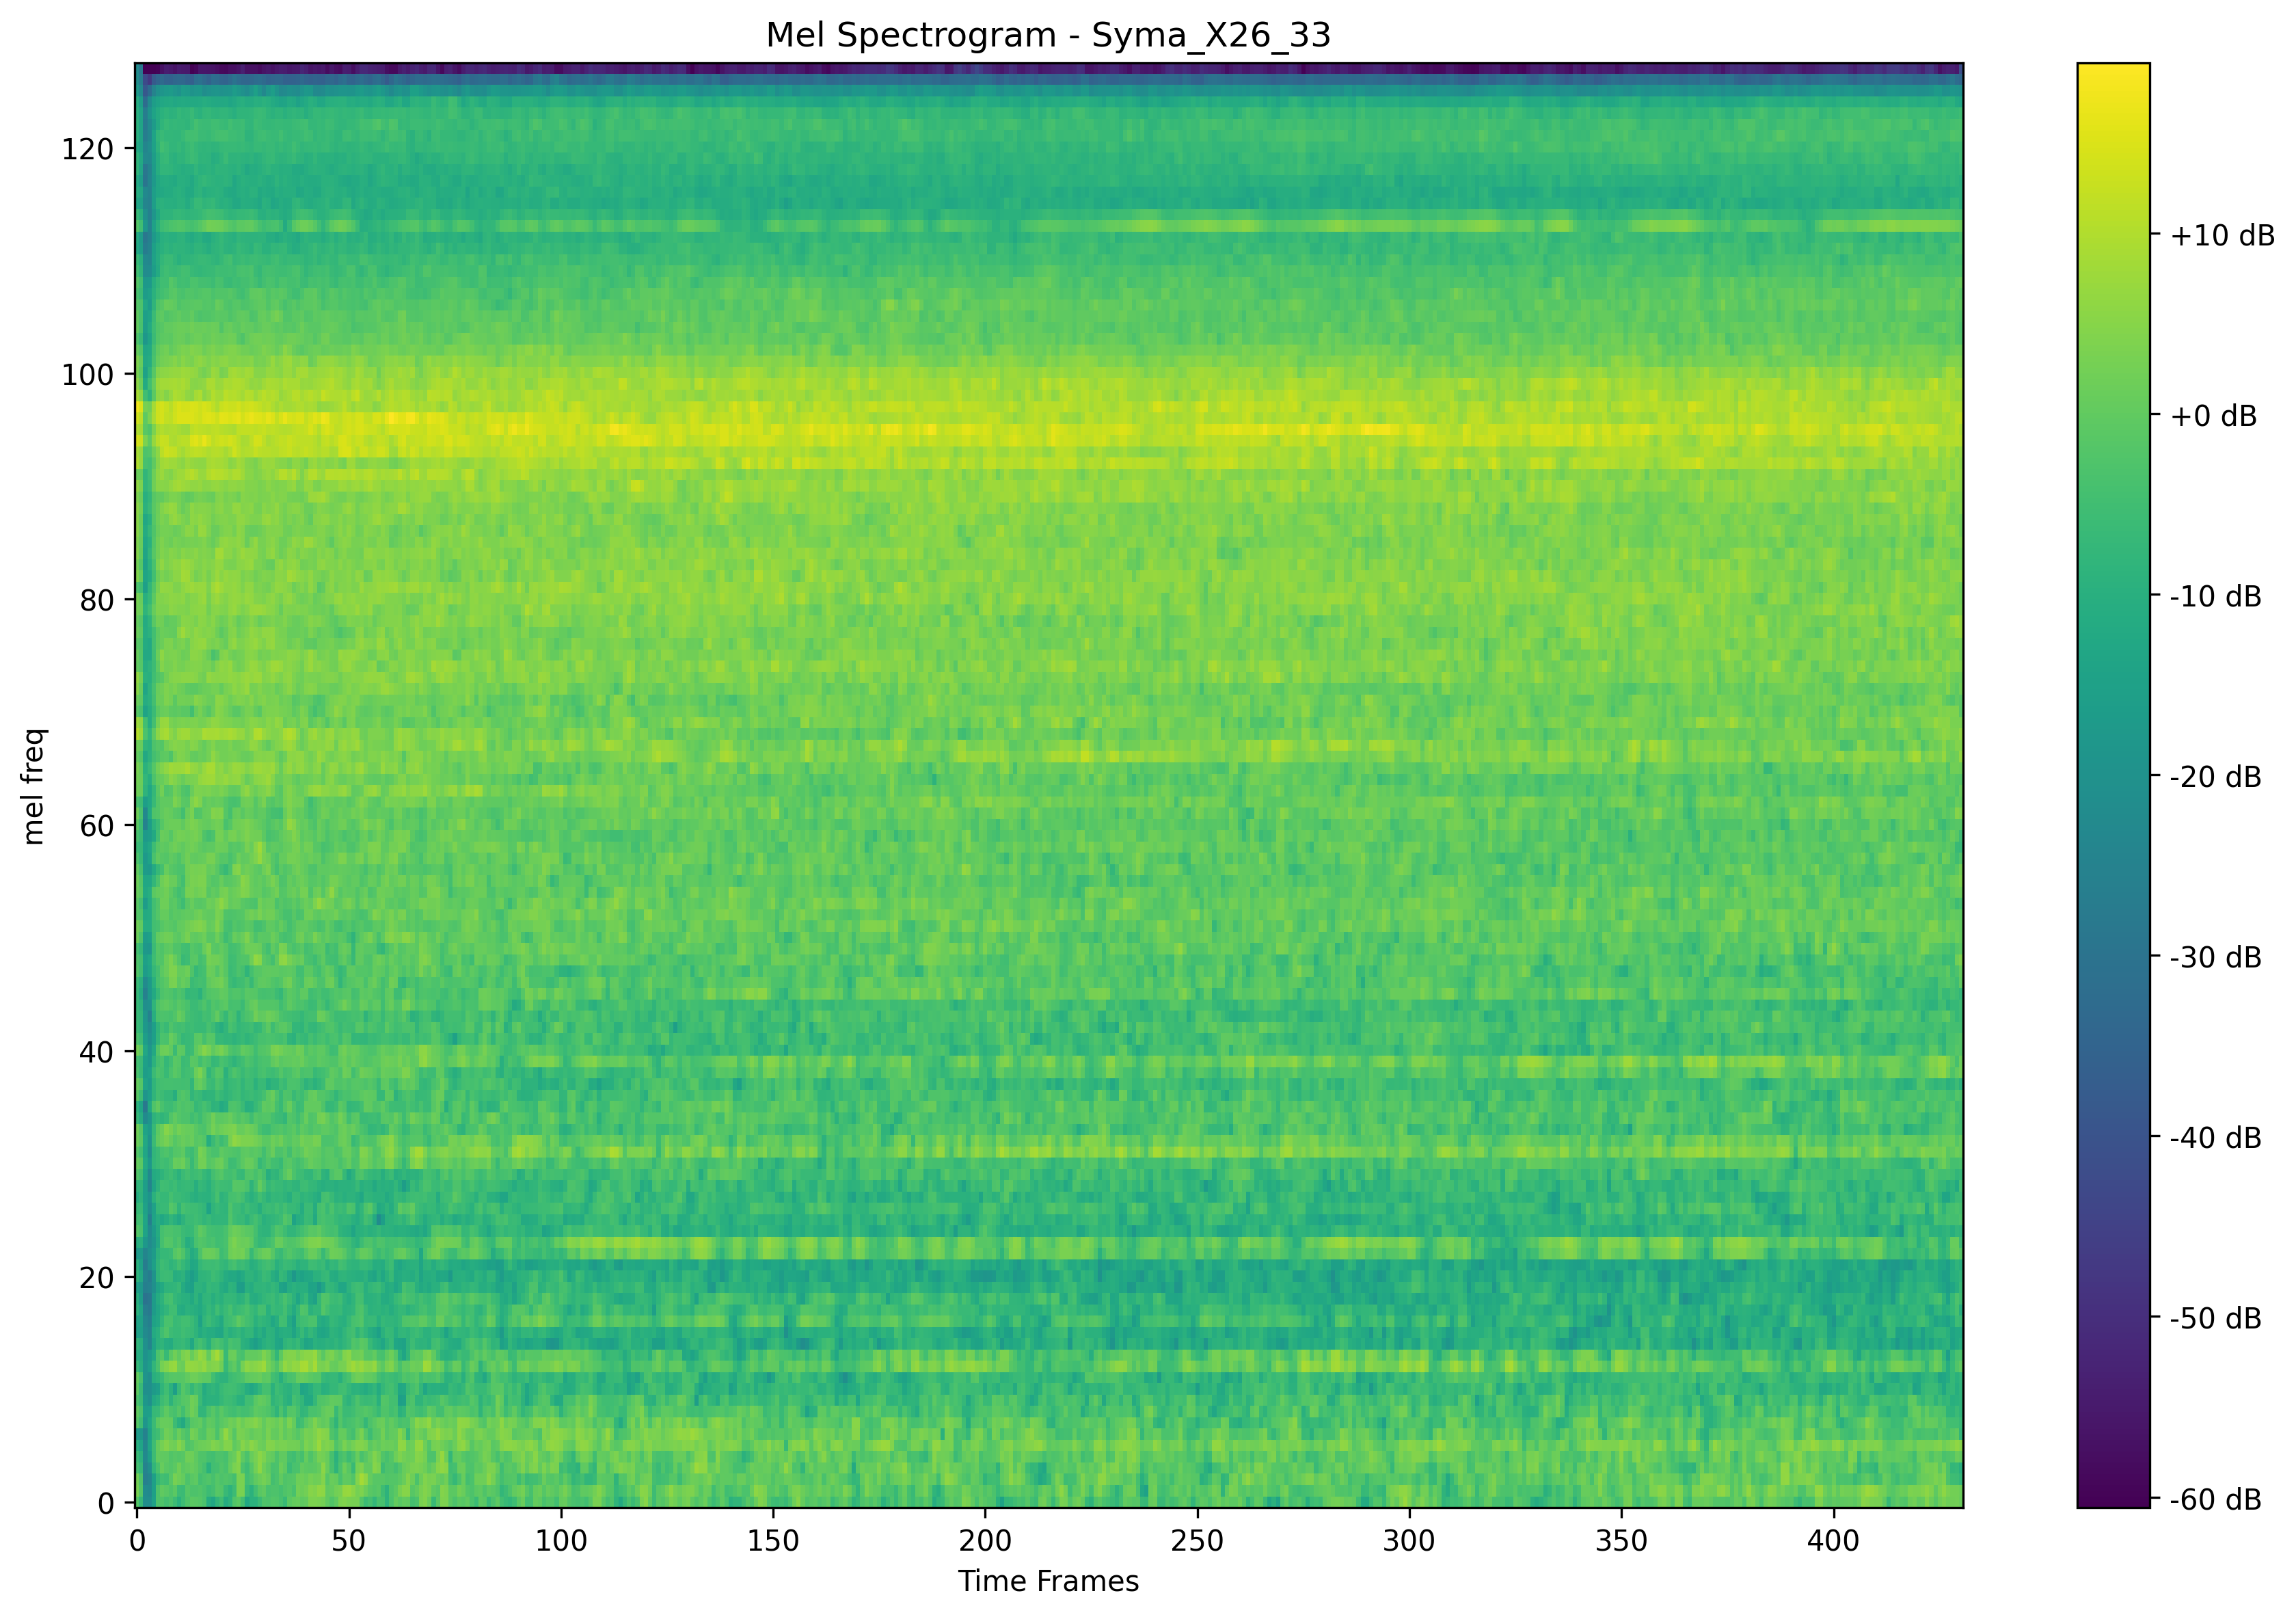 Mel Spectrogram - Syma_X26_33
mel freq
120
100
80
60
40
20
0
0 50 100 150 200 250 300 350 400
Time Frames
+10 dB
+0 dB
-10 dB
-20 dB
-30 dB
-40 dB
-50 dB
-60 dB